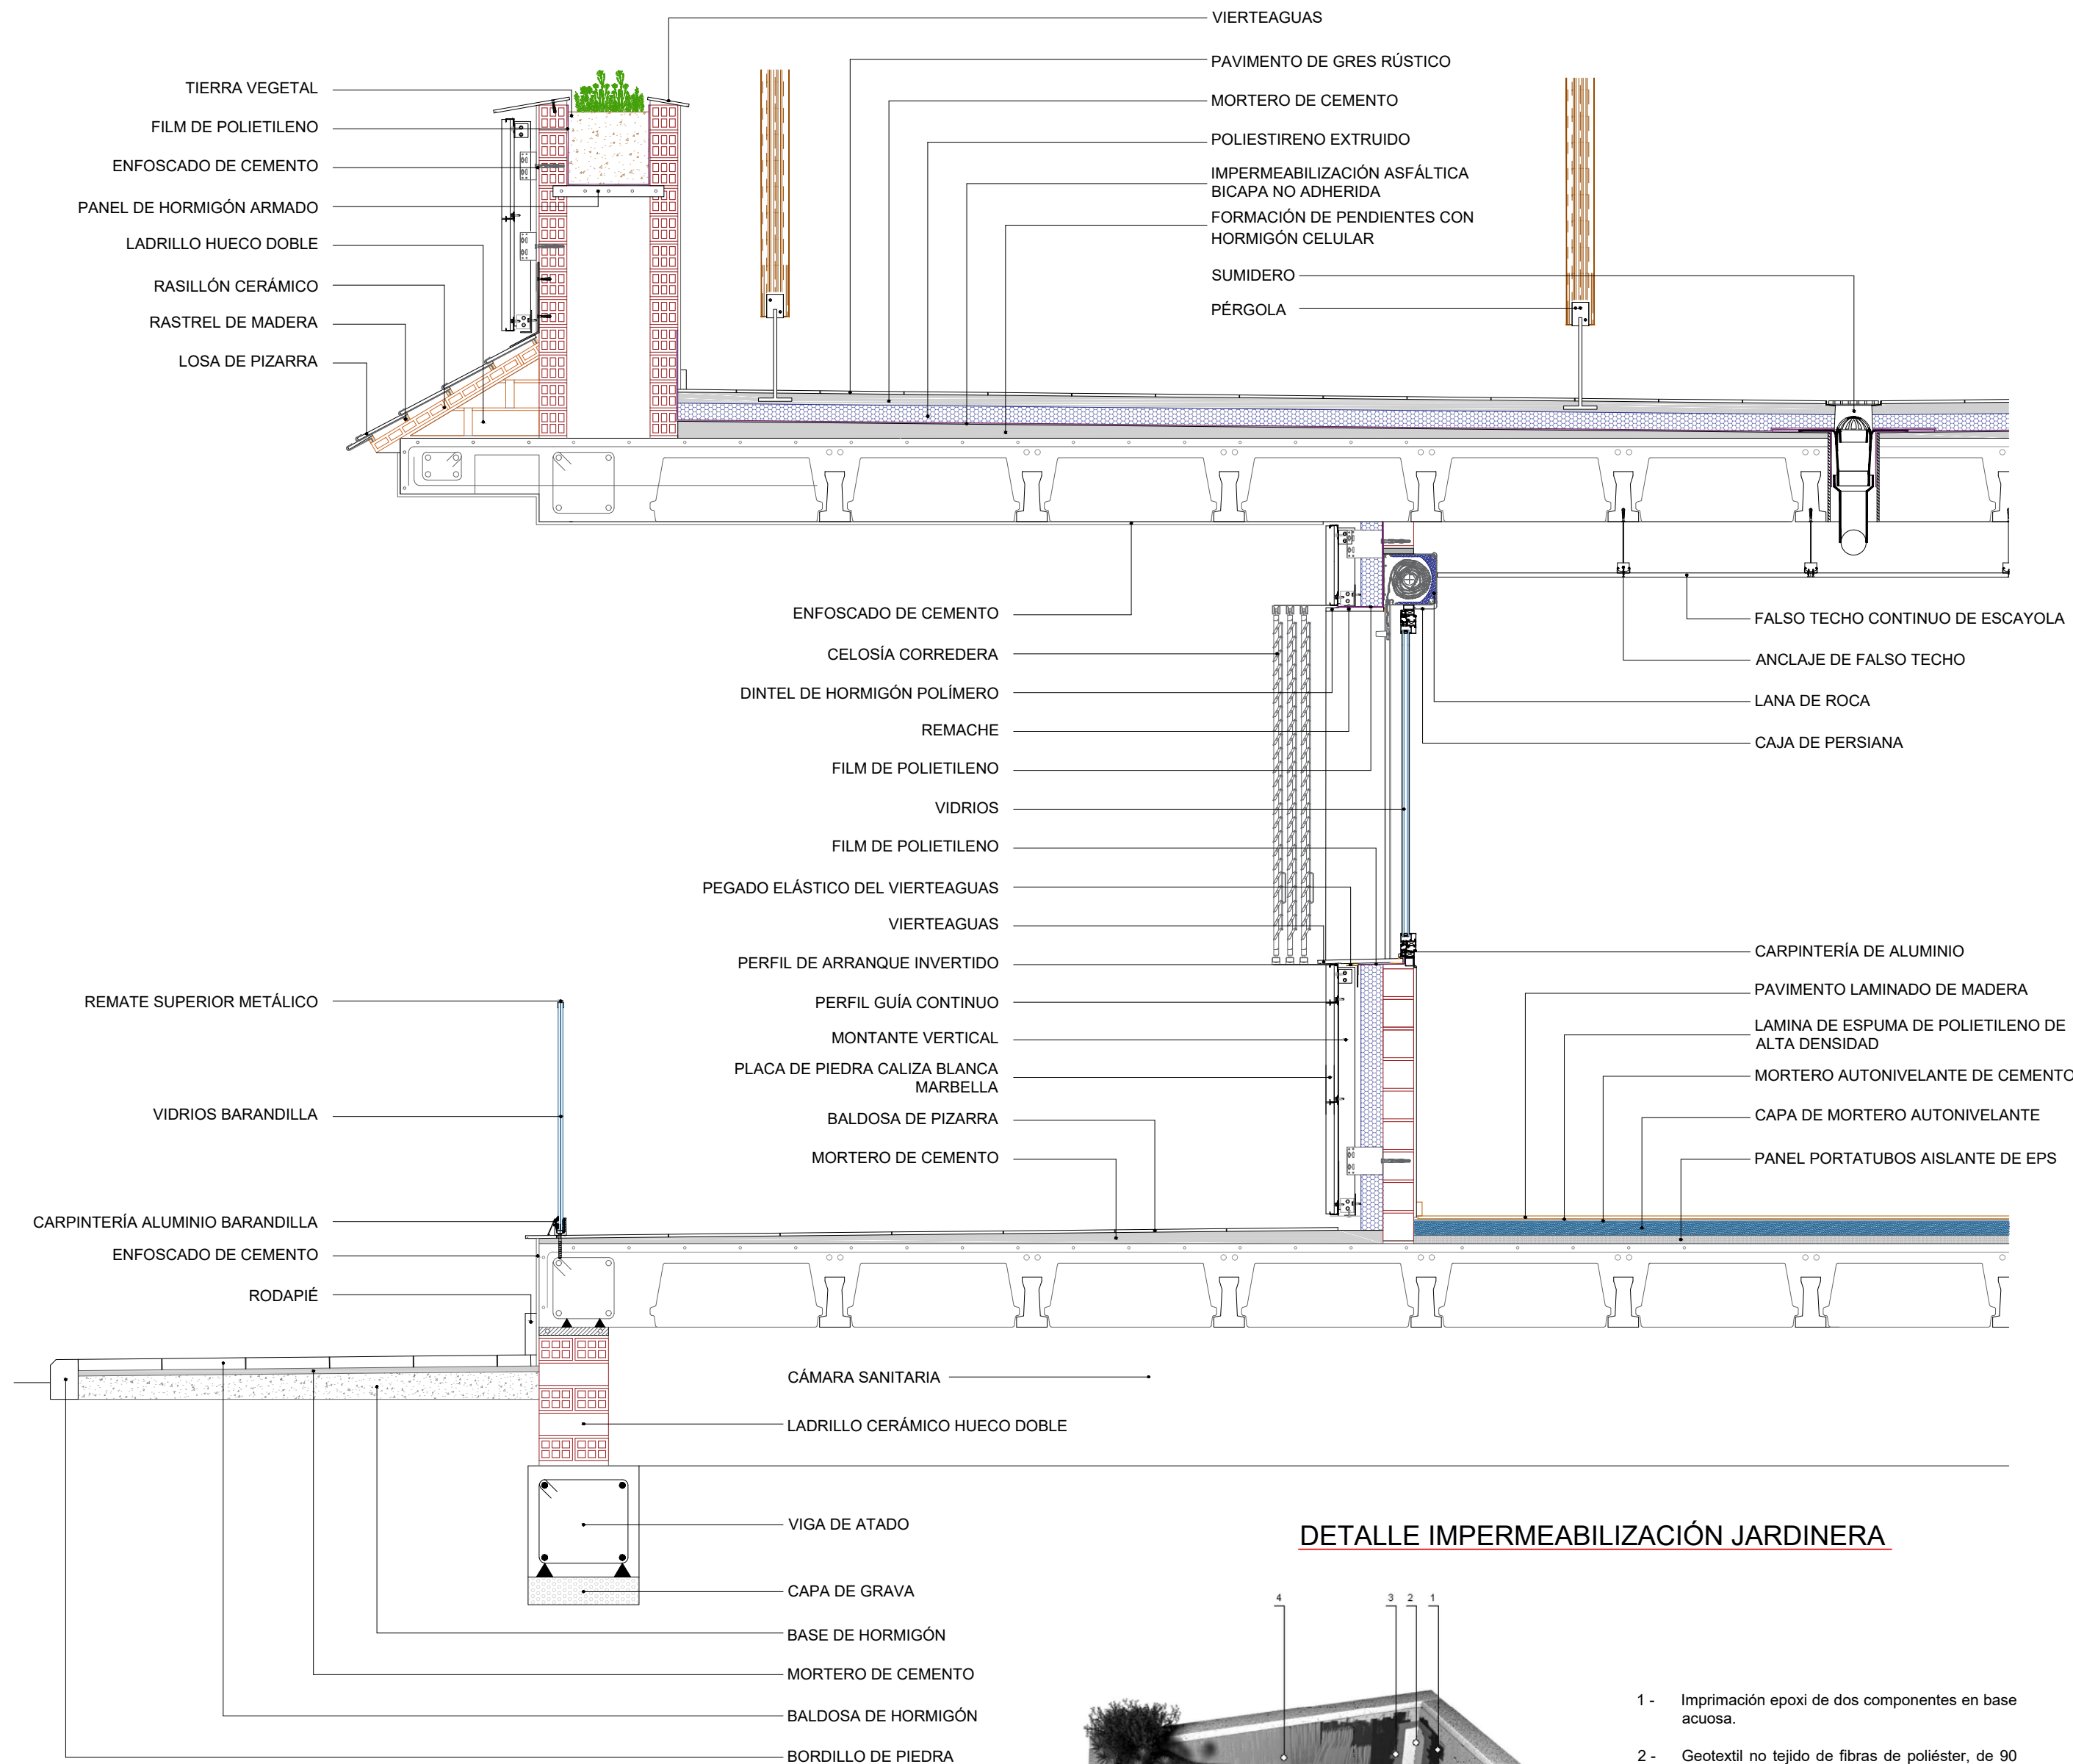 VIERTEAGUAS
PAVIMENTO DE GRES RÚSTICO
MORTERO DE CEMENTO
POLIESTIRENO EXTRUIDO
IMPERMEABILIZACIÓN ASFÁLTICA
BICAPA NO ADHERIDA
FORMACIÓN DE PENDIENTES CON
HORMIGÓN CELULAR
SUMIDERO
PÉRGOLA
TIERRA VEGETAL
FILM DE POLIETILENO
ENFOSCADO DE CEMENTO
PANEL DE HORMIGÓN ARMADO
LADRILLO HUECO DOBLE
RASILLÓN CERÁMICO
RASTREL DE MADERA
LOSA DE PIZARRA
ENFOSCADO DE CEMENTO
CELOSÍA CORREDERA
DINTEL DE HORMIGÓN POLÍMERO
REMACHE
FILM DE POLIETILENO
VIDRIOS
FILM DE POLIETILENO
PEGADO ELÁSTICO DEL VIERTEAGUAS
VIERTEAGUAS
PERFIL DE ARRANQUE INVERTIDO
PERFIL GUÍA CONTINUO
MONTANTE VERTICAL
PLACA DE PIEDRA CALIZA BLANCA
MARBELLA
BALDOSA DE PIZARRA
MORTERO DE CEMENTO
FALSO TECHO CONTINUO DE ESCAYOLA
ANCLAJE DE FALSO TECHO
LANA DE ROCA
CAJA DE PERSIANA
CARPINTERÍA DE ALUMINIO
PAVIMENTO LAMINADO DE MADERA
LAMINA DE ESPUMA DE POLIETILENO DE
ALTA DENSIDAD
MORTERO AUTONIVELANTE DE CEMENTO
CAPA DE MORTERO AUTONIVELANTE
PANEL PORTATUBOS AISLANTE DE EPS
REMATE SUPERIOR METÁLICO
VIDRIOS BARANDILLA
CARPINTERÍA ALUMINIO BARANDILLA
ENFOSCADO DE CEMENTO
RODAPIÉ
CÁMARA SANITARIA
LADRILLO CERÁMICO HUECO DOBLE
VIGA DE ATADO
CAPA DE GRAVA
BASE DE HORMIGÓN
MORTERO DE CEMENTO
BALDOSA DE HORMIGÓN
BORDILLO DE PIEDRA
DETALLE IMPERMEABILIZACIÓN JARDINERA
4 3 2 1
1 - Imprimación epoxi de dos componentes en base
acuosa.
2 - Geotextil no tejido de fibras de poliéster, de 90